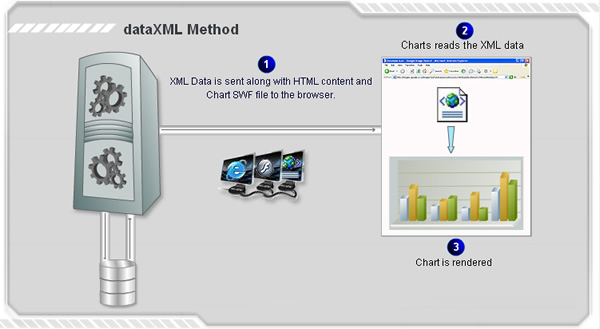 dataXML Method
1
XML Data is sent along with HTML content and
Chart SWF file to the browser.
2
Charts reads the XML data
3
Chart is rendered